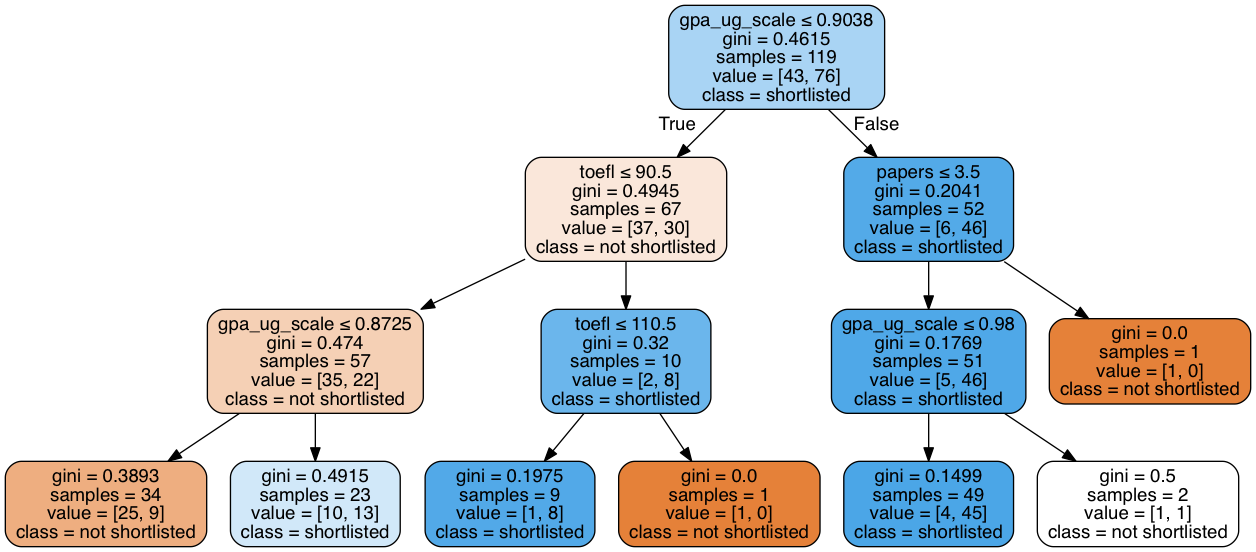 gpa_ug_scale ≤ 0.9038
gini = 0.4615
samples = 119
value = [43, 76]
class = shortlisted
True
False
toefl ≤ 90.5
gini = 0.4945
samples = 67
value = [37, 30]
class = not shortlisted
papers ≤ 3.5
gini = 0.2041
samples = 52
value = [6, 46]
class = shortlisted
gpa_ug_scale ≤ 0.8725
gini = 0.474
samples = 57
value = [35, 22]
class = not shortlisted
toefl ≤ 110.5
gini = 0.32
samples = 10
value = [2, 8]
class = shortlisted
gpa_ug_scale ≤ 0.98
gini = 0.1769
samples = 51
value = [5, 46]
class = shortlisted
gini = 0.0
samples = 1
value = [1, 0]
class = not shortlisted
gini = 0.3893
samples = 34
value = [25, 9]
class = not shortlisted
gini = 0.4915
samples = 23
value = [10, 13]
class = shortlisted
gini = 0.1975
samples = 9
value = [1, 8]
class = shortlisted
gini = 0.0
samples = 1
value = [1, 0]
class = not shortlisted
gini = 0.1499
samples = 49
value = [4, 45]
class = shortlisted
gini = 0.5
samples = 2
value = [1, 1]
class = not shortlisted